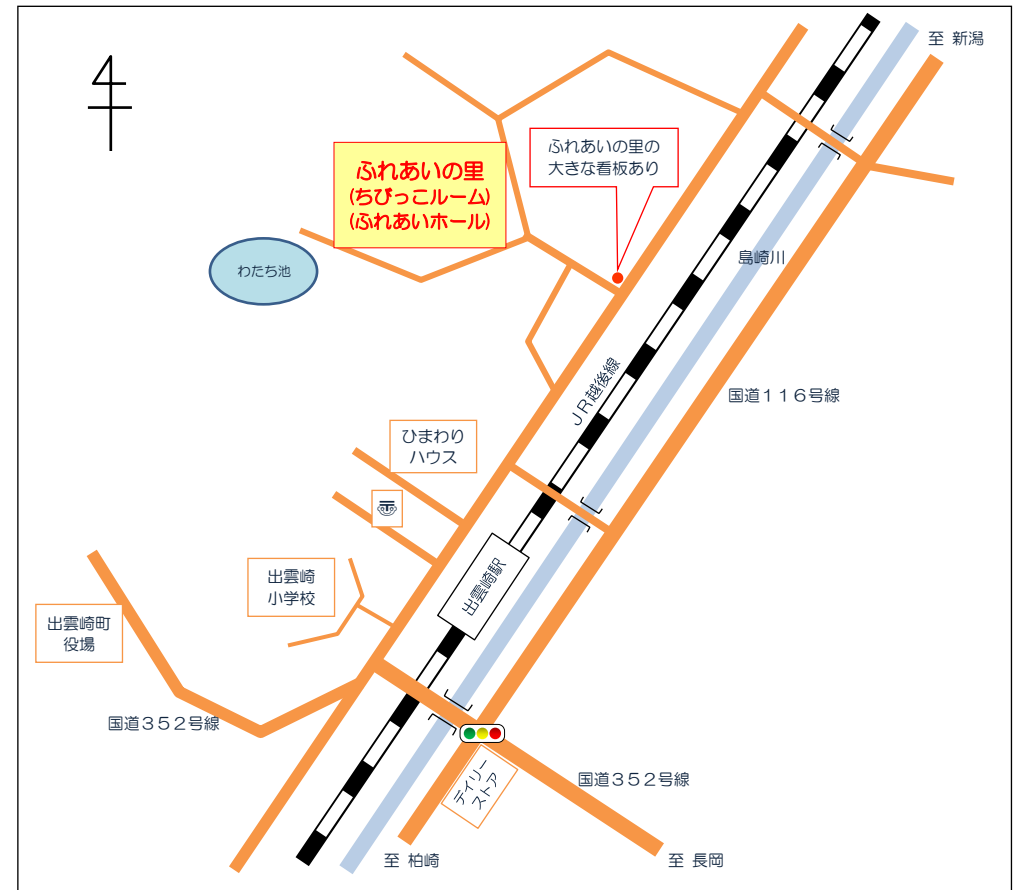 至 新潟
ふれあいの里の
大きな看板あり
ふれあいの里
(ちびっこルーム)
(ふれあいホール)
島崎川
わたち池
JR越後線
国道116号線
ひまわり
ハウス
出雲崎駅
出雲崎
小学校
出雲崎町
役場
国道352号線
デイリー
ストア
国道352号線
至 柏崎
至 長岡